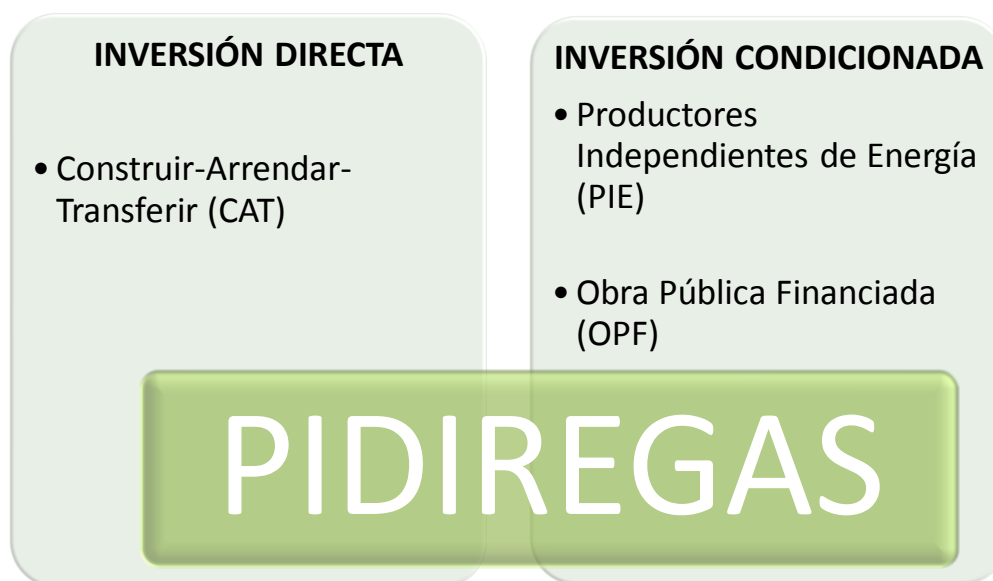 INVERSIÓN DIRECTA
• Construir-Arrendar-
Transferir (CAT)
INVERSIÓN CONDICIONADA
• Productores
Independientes de Energía
(PIE)
• Obra Pública Financiada
(OPF)
PIDIREGAS